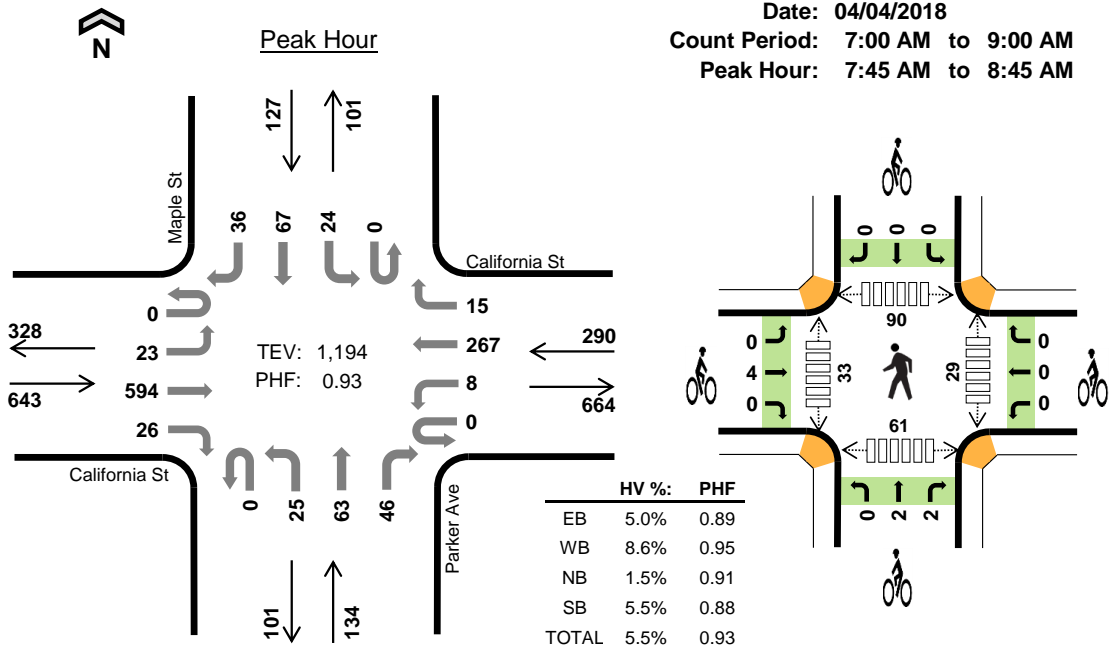 N
Peak Hour
Date: 04/04/2018
Count Period: 7:00 AM to 9:00 AM
Peak Hour: 7:45 AM to 8:45 AM
127
101
Maple St
36
67
24
0
California St
0
23
594
26
328
643
TEV: 1,194
PHF: 0.93
15
267
8
0
290
664
California St
0
25
63
46
Parker Ave
101
134
HV %: PHF
EB 5.0% 0.89
WB 8.6% 0.95
NB 1.5% 0.91
SB 5.5% 0.88
TOTAL 5.5% 0.93
0
0
0
90
0
4
0
33
29
0
0
0
61
0
2
2